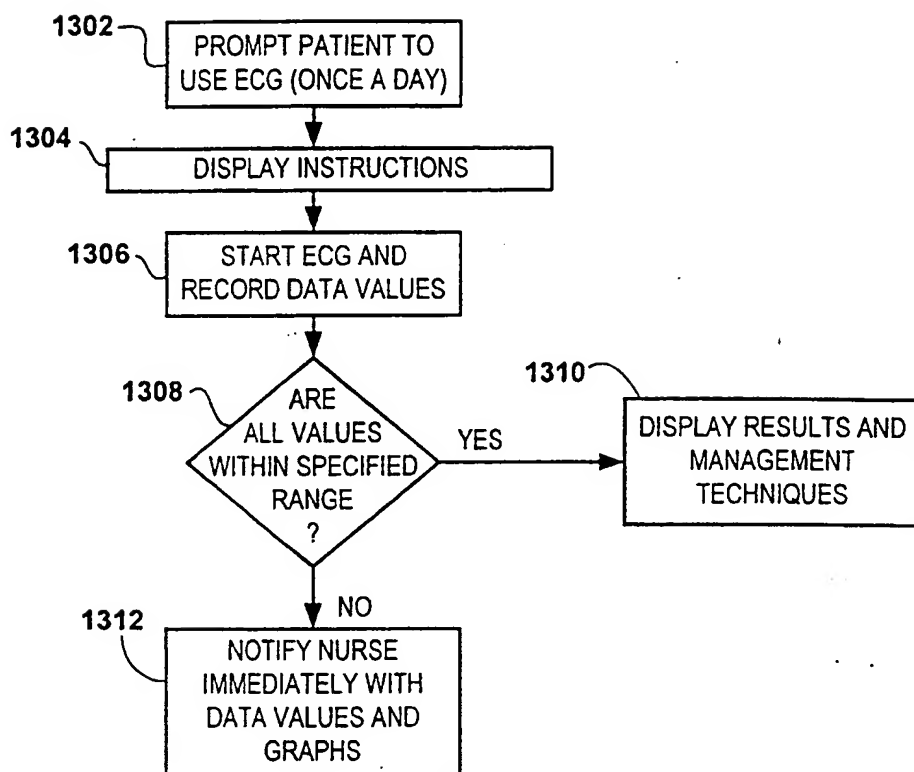 1302
PROMPT PATIENT TO
USE ECG (ONCE A DAY)
1304
DISPLAY INSTRUCTIONS
1306
START ECG AND
RECORD DATA VALUES
1308
ARE
ALL VALUES
WITHIN SPECIFIED
RANGE
?
YES
1310
DISPLAY RESULTS AND
MANAGEMENT
TECHNIQUES
NO
1312
NOTIFY NURSE
IMMEDIATELY WITH
DATA VALUES AND
GRAPHS